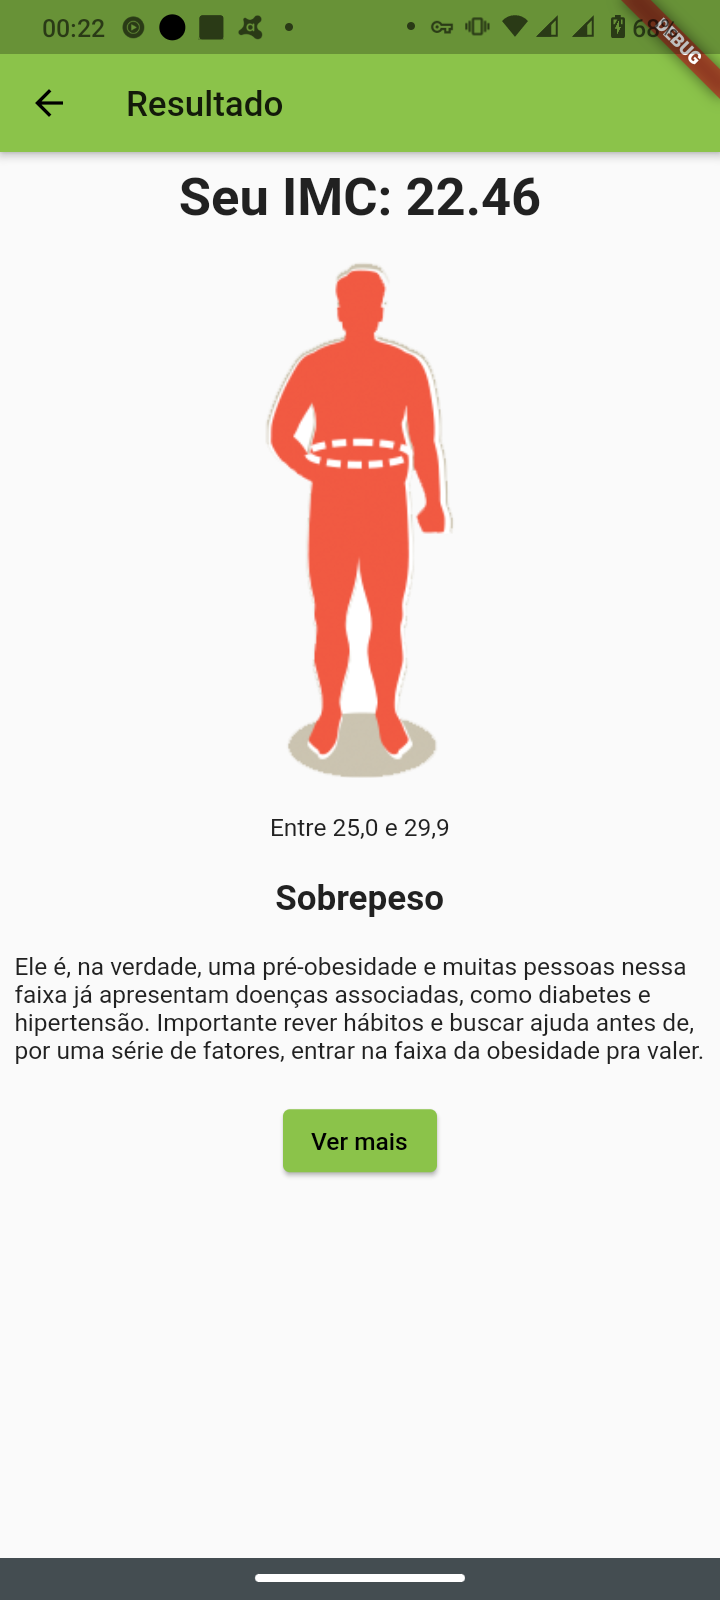 00:22
68%
DEBUG
Resultado
Seu IMC: 22.46
Entre 25,0 e 29,9
Sobrepeso
Ele é, na verdade, uma pré-obesidade e muitas pessoas nessa
faixa já apresentam doenças associadas, como diabetes e
hipertensão. Importante rever hábitos e buscar ajuda antes de,
por uma série de fatores, entrar na faixa da obesidade pra valer.
Ver mais